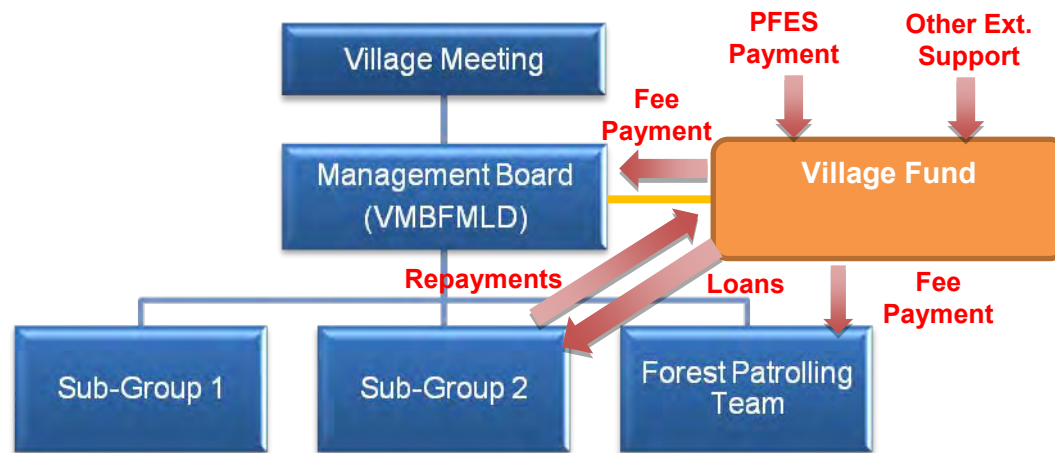 PFES
Payment
Other Ext.
Support
Village Meeting
Fee
Payment
Village Fund
Management Board
(VMBFMLD)
Repayments
Loans
Fee
Payment
Sub-Group 1
Sub-Group 2
Forest Patrolling
Team